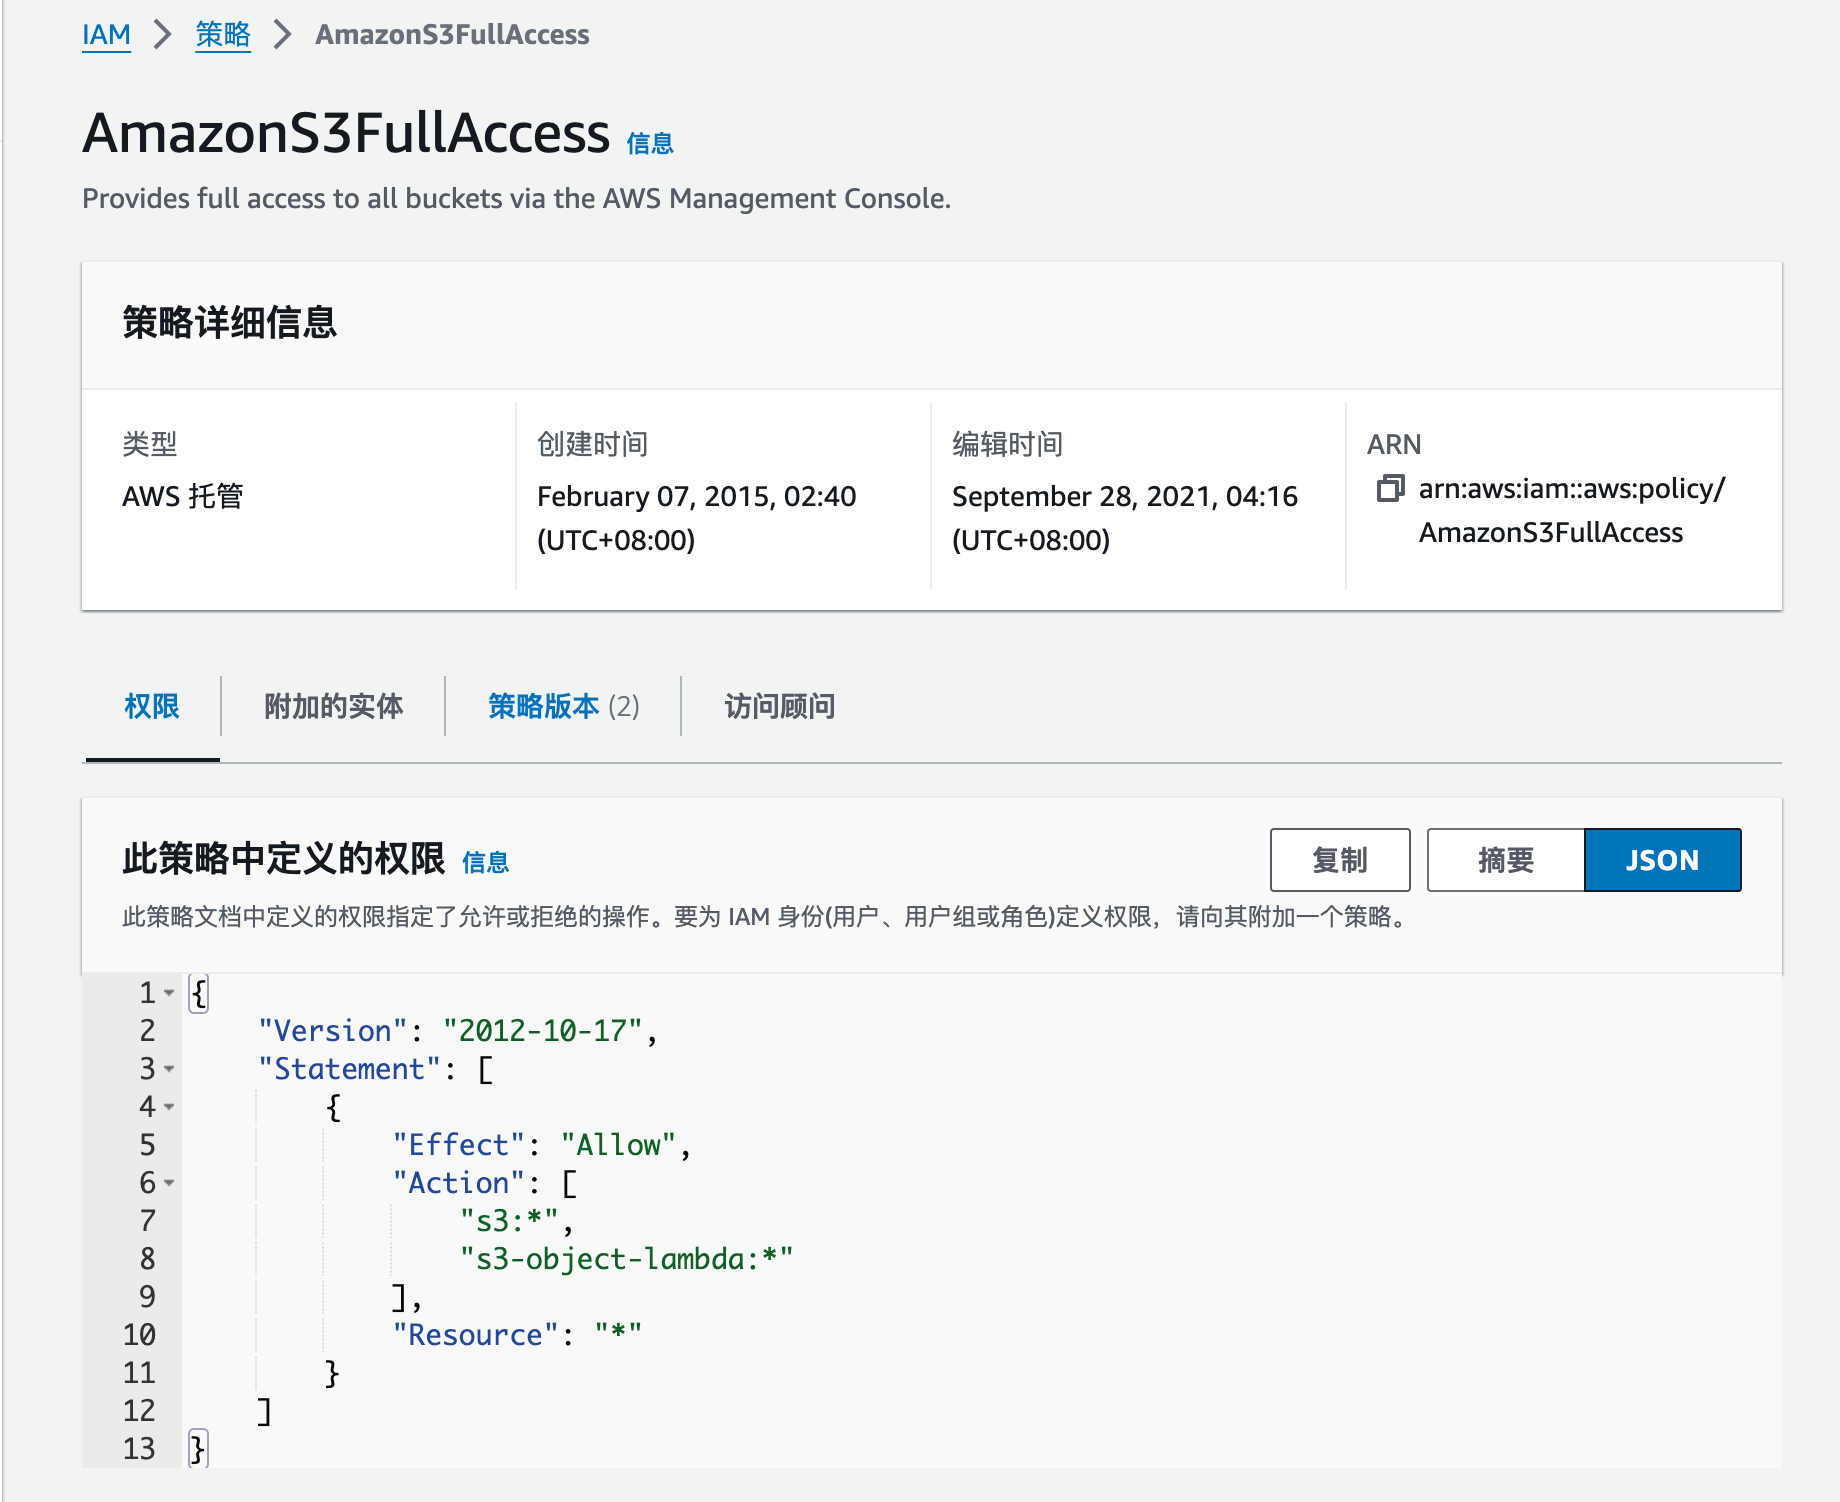 IAM > 策略 > AmazonS3FullAccess
AmazonS3FullAccess 信息
Provides full access to all buckets via the AWS Management Console.
策略详细信息
类型
AWS 托管
创建时间
February 07, 2015, 02:40
(UTC+08:00)
编辑时间
September 28, 2021, 04:16
(UTC+08:00)
ARN
arn:aws:iam::aws:policy/
AmazonS3FullAccess
权限
附加的实体
策略版本 (2)
访问顾问
此策略中定义的权限 信息
复制
摘要
JSON
此策略文档中定义的权限指定了允许或拒绝的操作。要为 IAM 身份(用户、用户组或角色)定义权限，请向其附加一个策略。
1 {
2     "Version": "2012-10-17",
3     "Statement": [
4         {
5             "Effect": "Allow",
6             "Action": [
7                 "s3:*",
8                 "s3-object-lambda:*"
9             ],
10             "Resource": "*"
11         }
12     ]
13 }